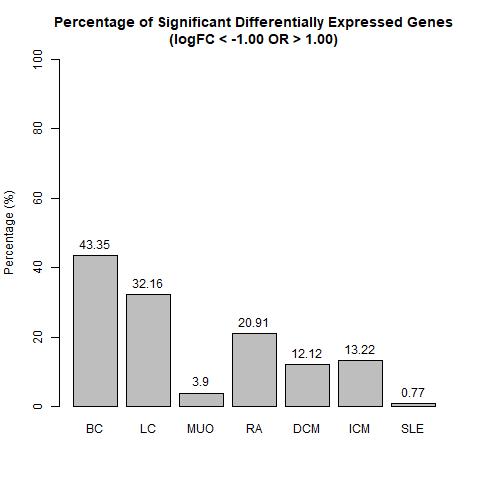 Percentage of Significant Differentially Expressed Genes
(logFC < -1.00 OR > 1.00)
Percentage (%)
100
80
60
40
20
0
43.35
32.16
3.9
20.91
12.12
13.22
0.77
BC
LC
MUO
RA
DCM
ICM
SLE